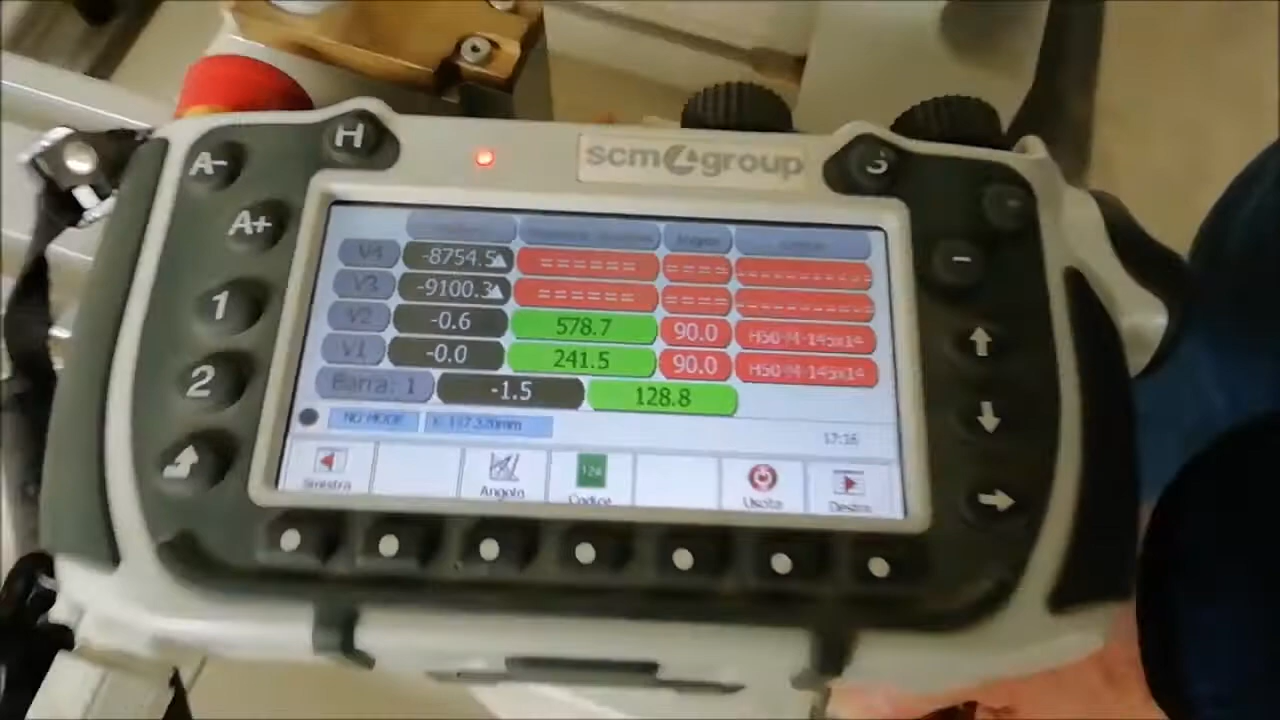 H
scm group
S
A-
A+
1
2
V4 -8754.5 ====== ====
V3 -9100.3 ====== ====
V2 -0.6 578.7 90.0 H50-M-145x14
V1 -0.0 241.5 90.0 H50-M-145x14
Barra: 1 -1.5 128.8
NO MODE
17:16
Sinistra Angolo 123 Codice Uscita Destra